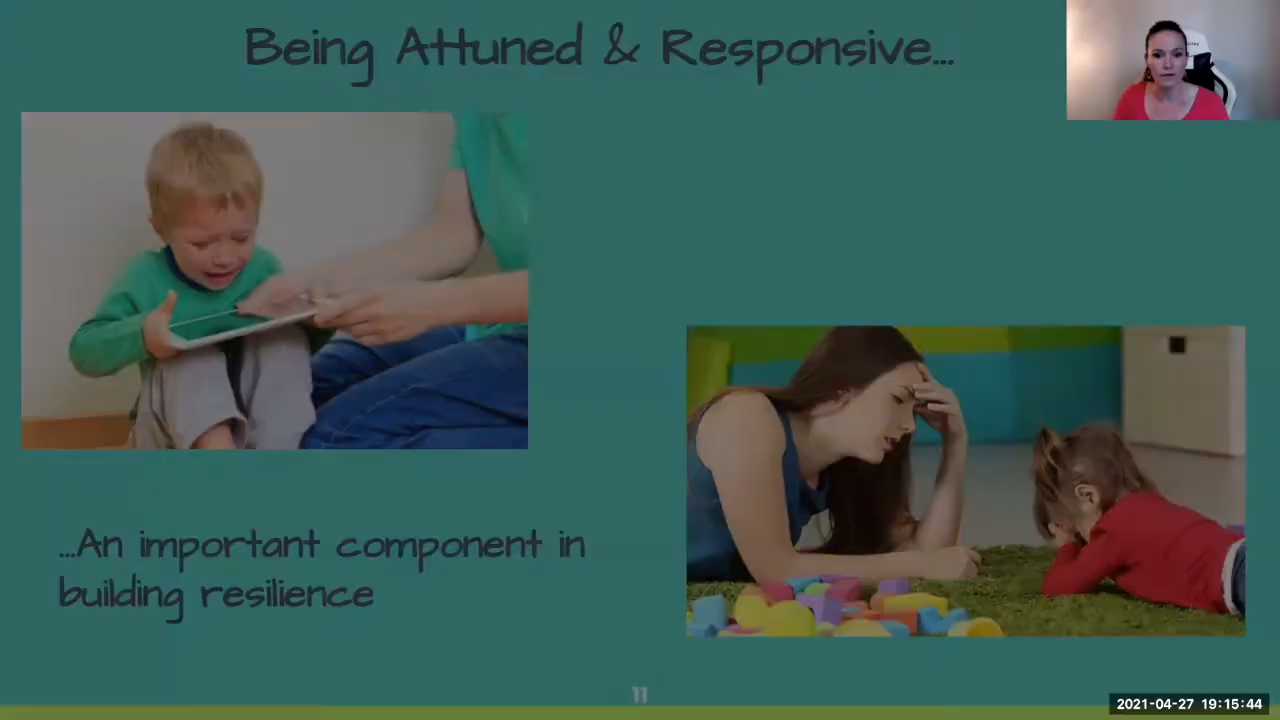 Being Attuned & Responsive...
...An important component in
building resilience
11
2021-04-27 19:15:44